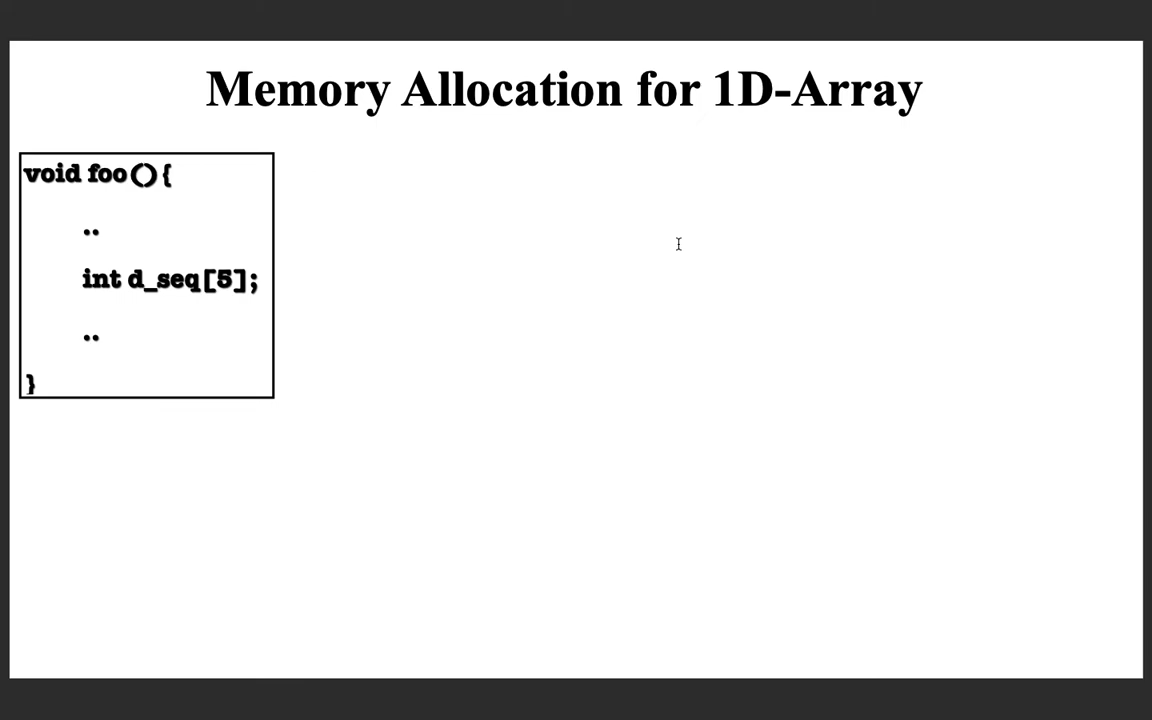 Memory Allocation for 1D-Array
void foo(){
..
int d_seq[5];
..
}